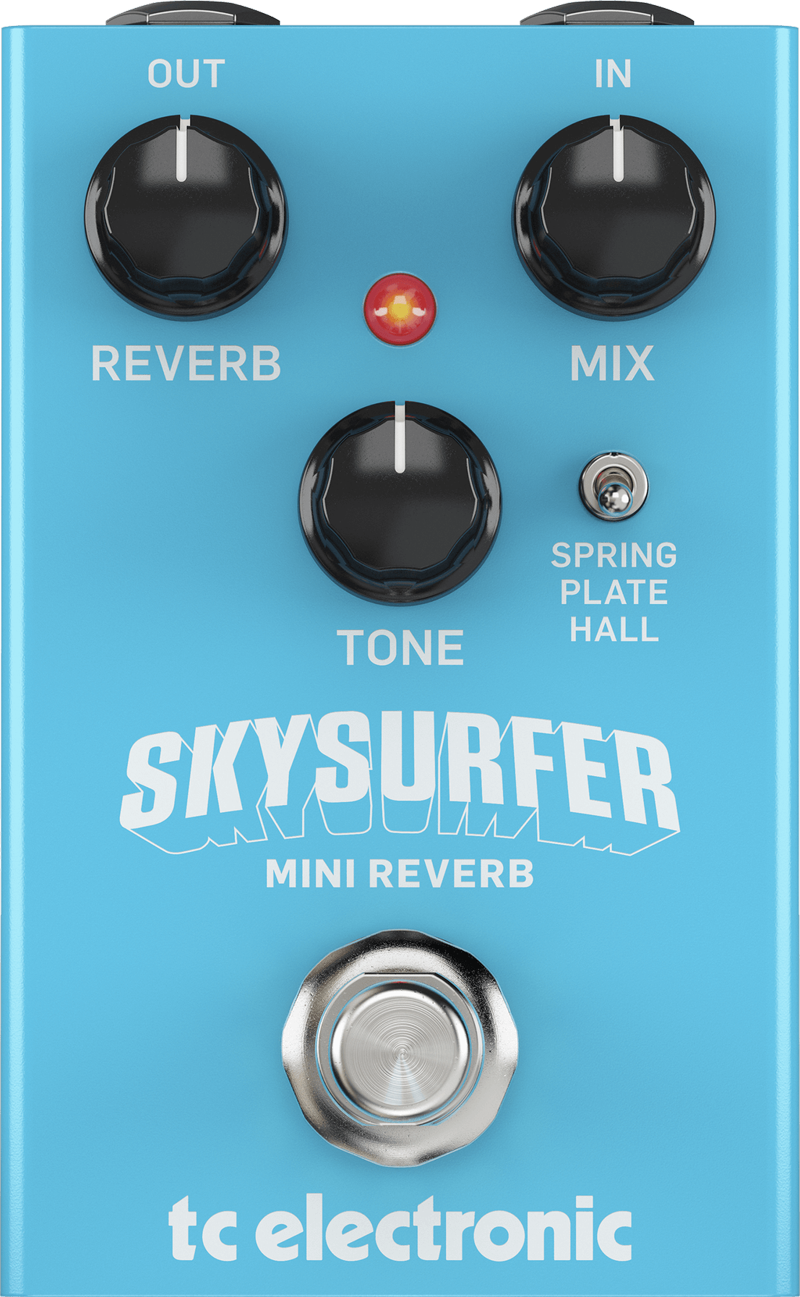 OUT
IN
REVERB
MIX
TONE
SPRING
PLATE
HALL
SKYSURFER
MINI REVERB
tc electronic